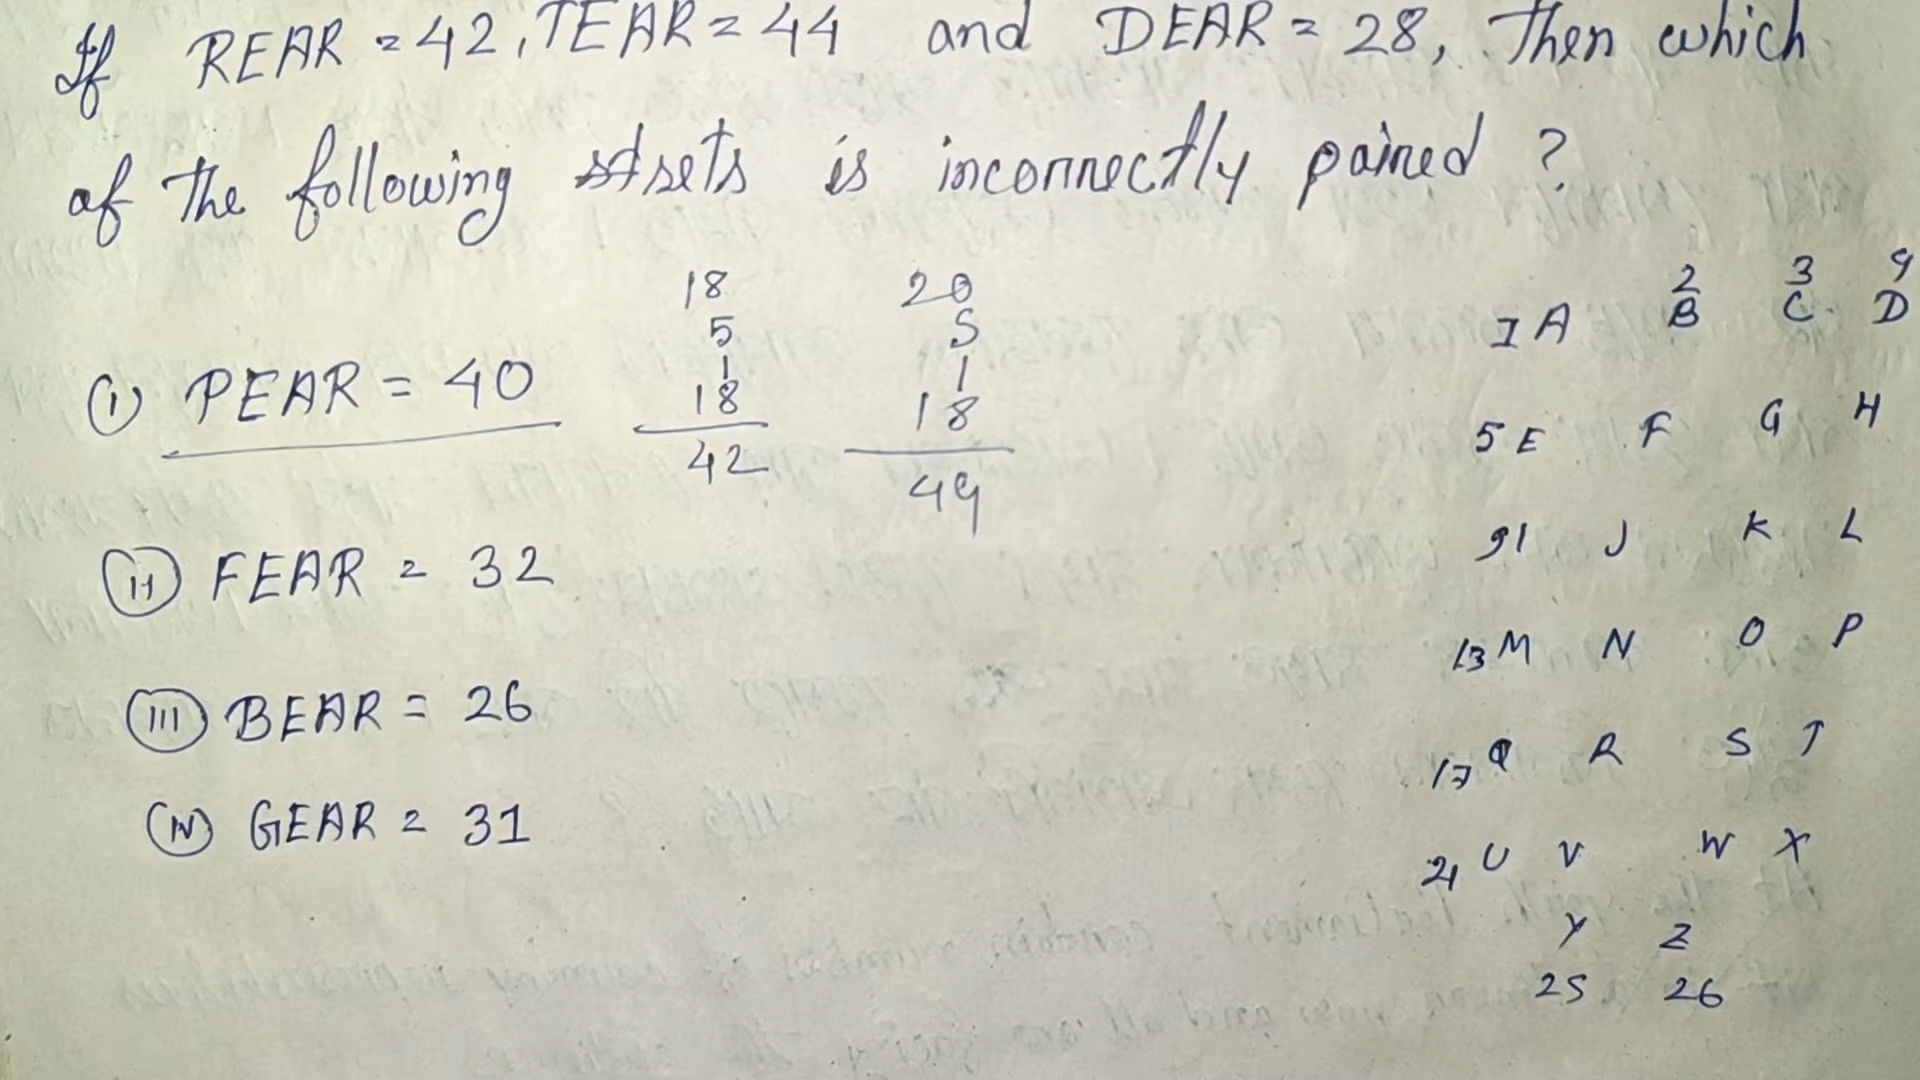 If REAR = 42, TEAR = 44 and DEAR = 28, Then which
of the following sets is incorrectly paired ?
(I) PEAR = 40
18
5
1
18
42
20
5
1
18
44
(II) FEAR = 32
(III) BEAR = 26
(IV) GEAR = 31
1 A 2 B 3 C 4 D
5 E F G H
9 I J K L
13 M N O P
17 Q R S T
21 U V W X
Y Z
25 26